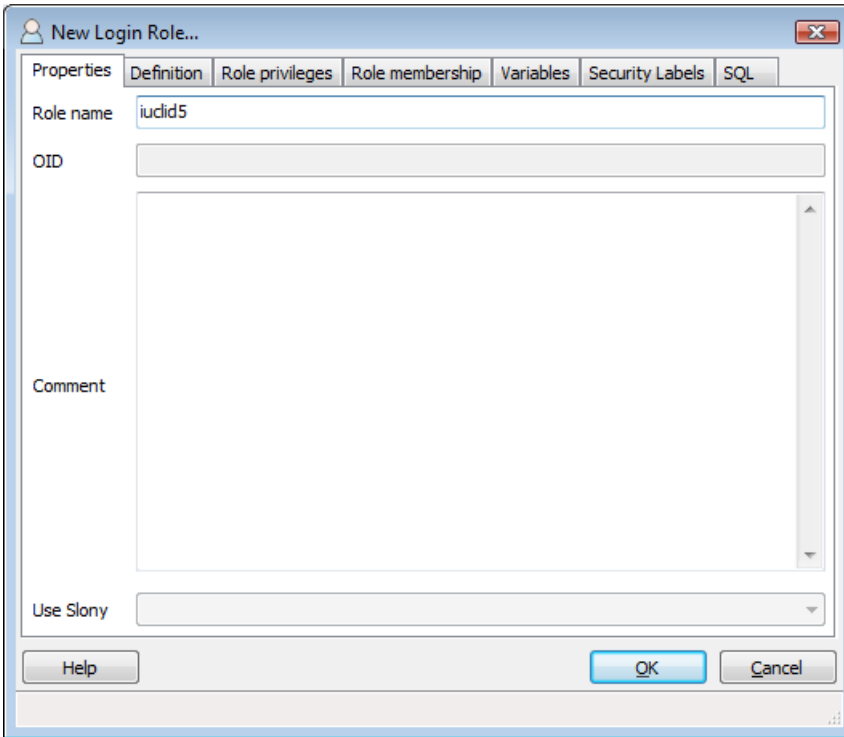 New Login Role...
Properties Definition Role privileges Role membership Variables Security Labels SQL
Role name iuclid5
OID
Comment
Use Slony
Help OK Cancel